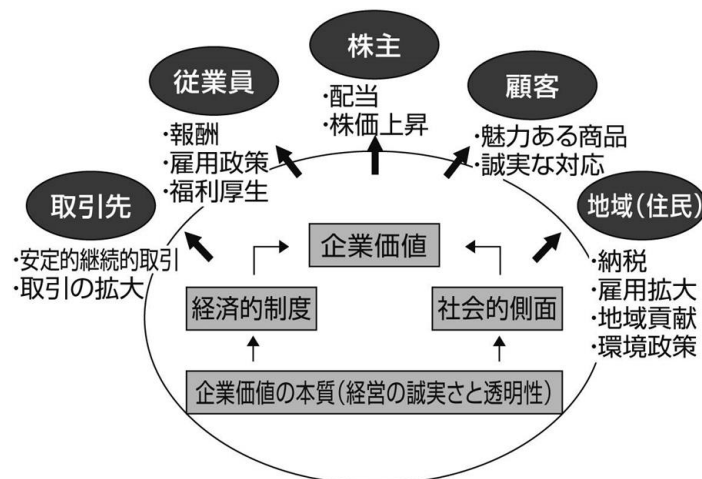 株主
・配当
・株価上昇
従業員
・報酬
・雇用政策
・福利厚生
顧客
・魅力ある商品
・誠実な対応
取引先
・安定的継続的取引
・取引の拡大
地域(住民)
・納税
・雇用拡大
・地域貢献
・環境政策
企業価値
経済的制度
社会的側面
企業価値の本質(経営の誠実さと透明性)